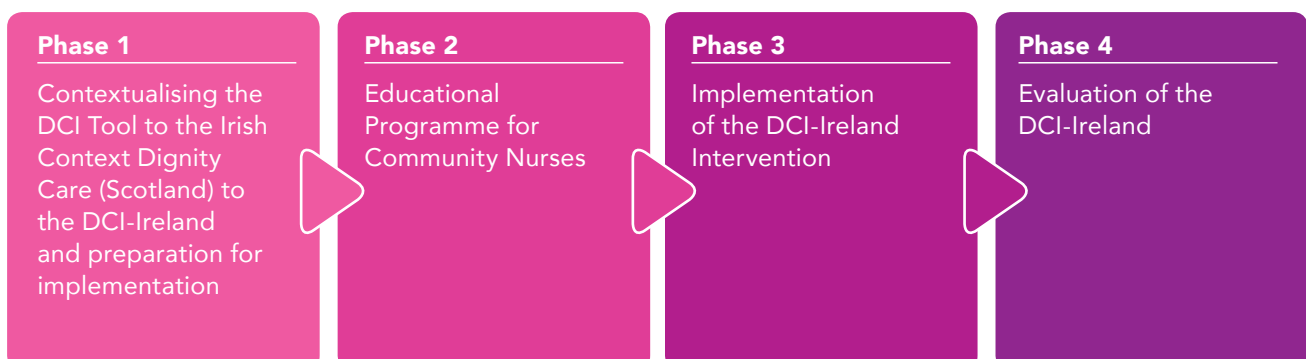 Phase 1
Contextualising the
DCI Tool to the Irish
Context Dignity
Care (Scotland) to
the DCI-Ireland
and preparation for
implementation
Phase 2
Educational
Programme for
Community Nurses
Phase 3
Implementation
of the DCI-Ireland
Intervention
Phase 4
Evaluation of the
DCI-Ireland